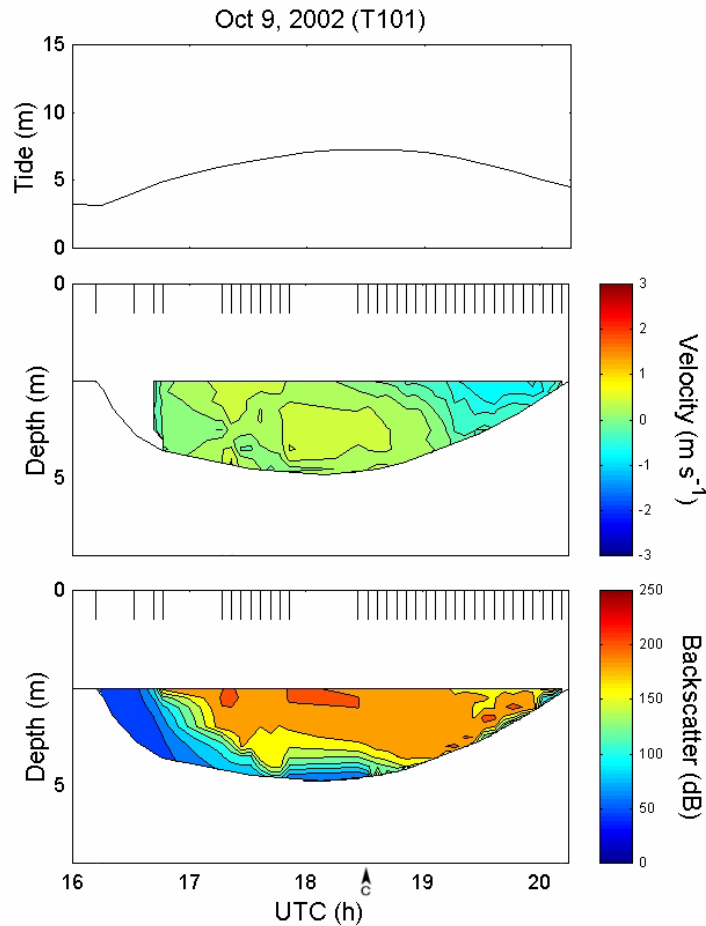 Oct 9, 2002 (T101)
15
10
5
0
Tide (m)
0
5
Depth (m)
3
2
1
0
-1
-2
-3
Velocity (m s-1)
0
5
Depth (m)
250
200
150
100
50
0
Backscatter (dB)
16 17 18 19 20
C
UTC (h)